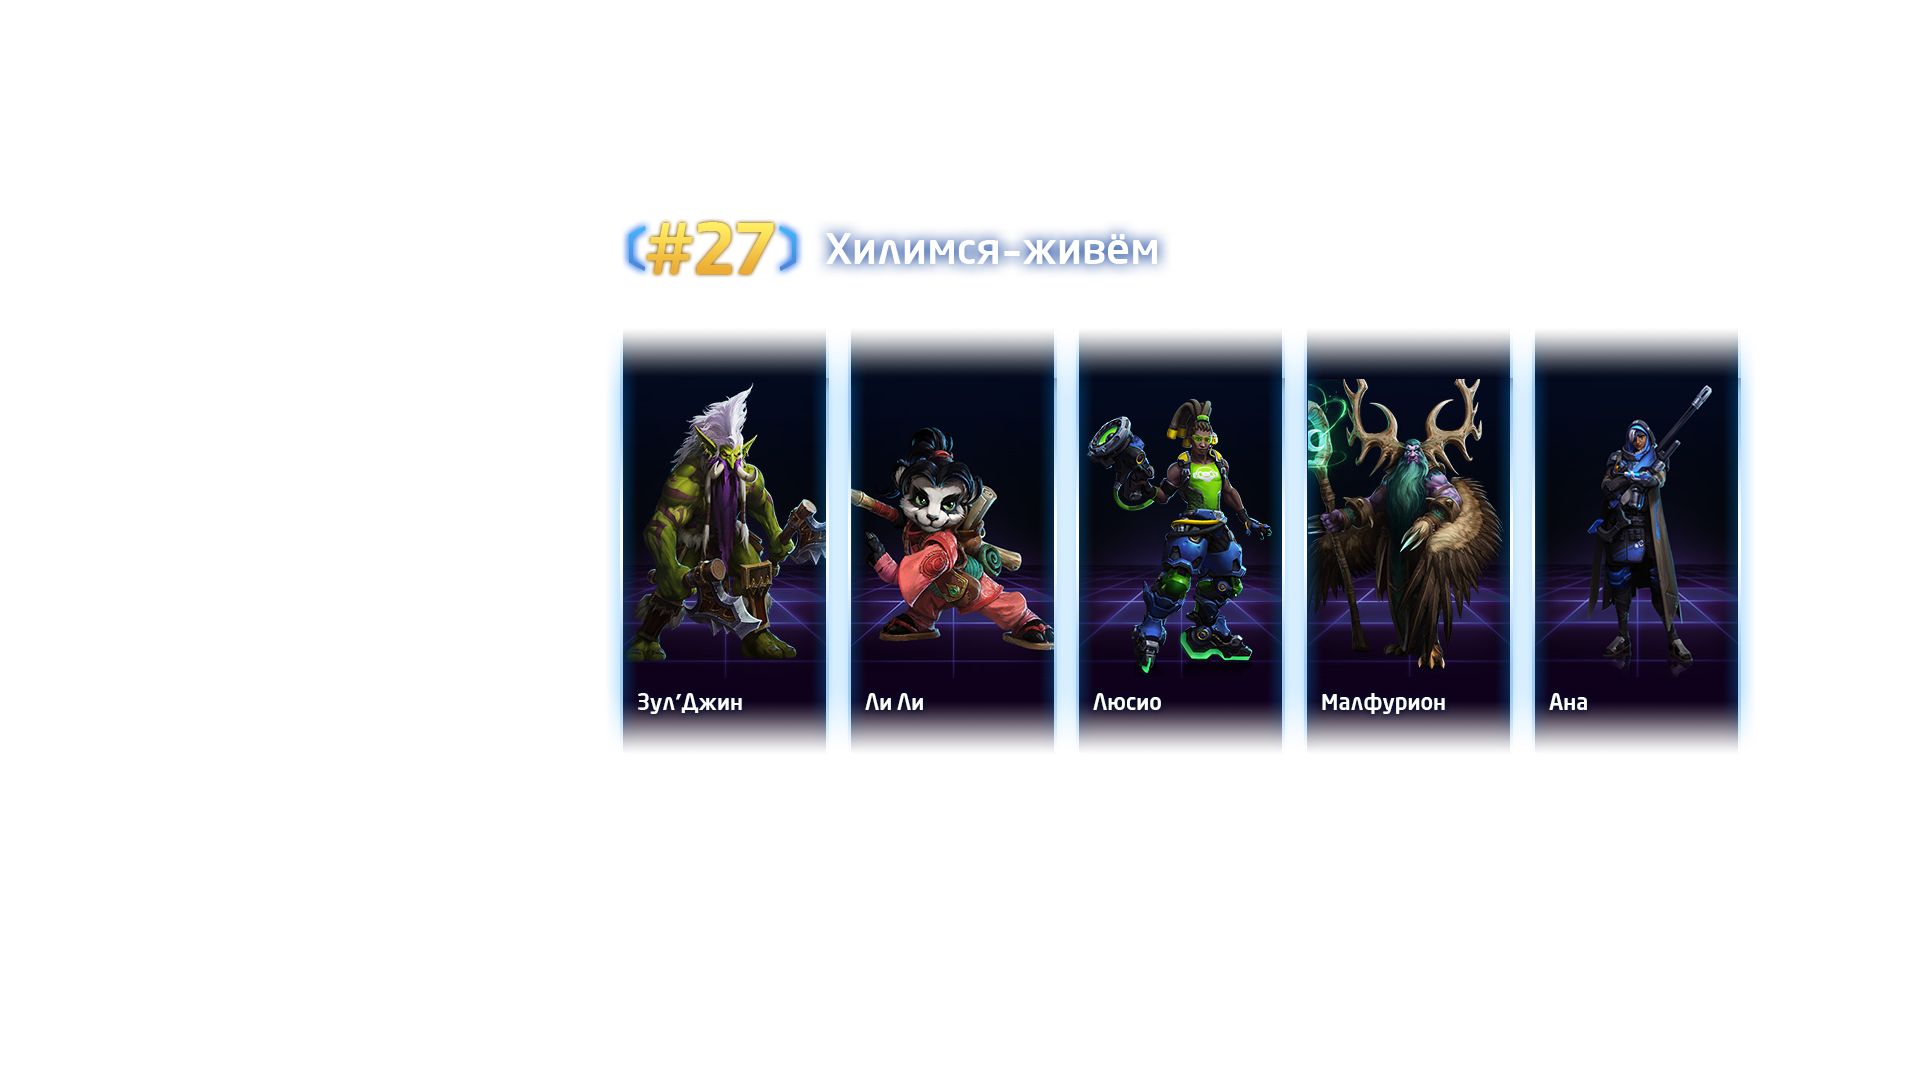 #27 Хилимся-живём
Зул'Джин
Ли Ли
Люсио
Малфурион
Ана